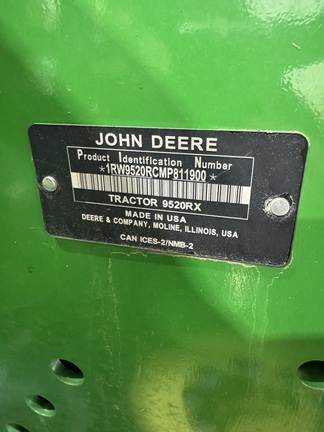 JOHN DEERE
Product Identification Number
*1RW9520RCMP811900*
TRACTOR 9520RX
MADE IN USA
DEERE & COMPANY, MOLINE, ILLINOIS, USA
CAN ICES-2/NMB-2